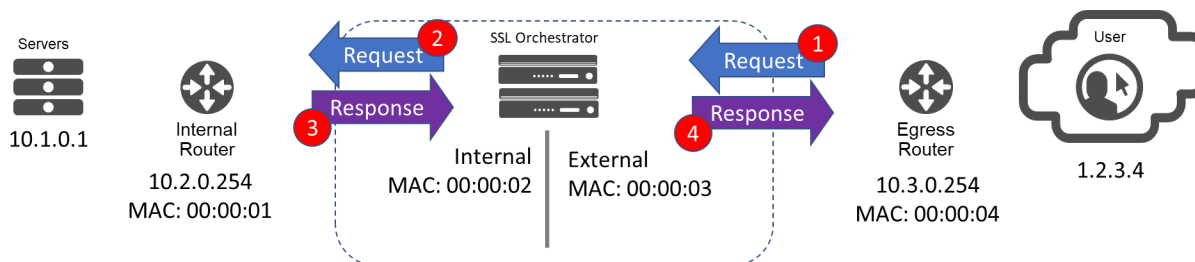 Servers
10.1.0.1
Internal
Router
10.2.0.254
MAC: 00:00:01
2
Request
3
Response
SSL Orchestrator
Internal
MAC: 00:00:02
External
MAC: 00:00:03
1
Request
4
Response
Egress
Router
10.3.0.254
MAC: 00:00:04
User
1.2.3.4